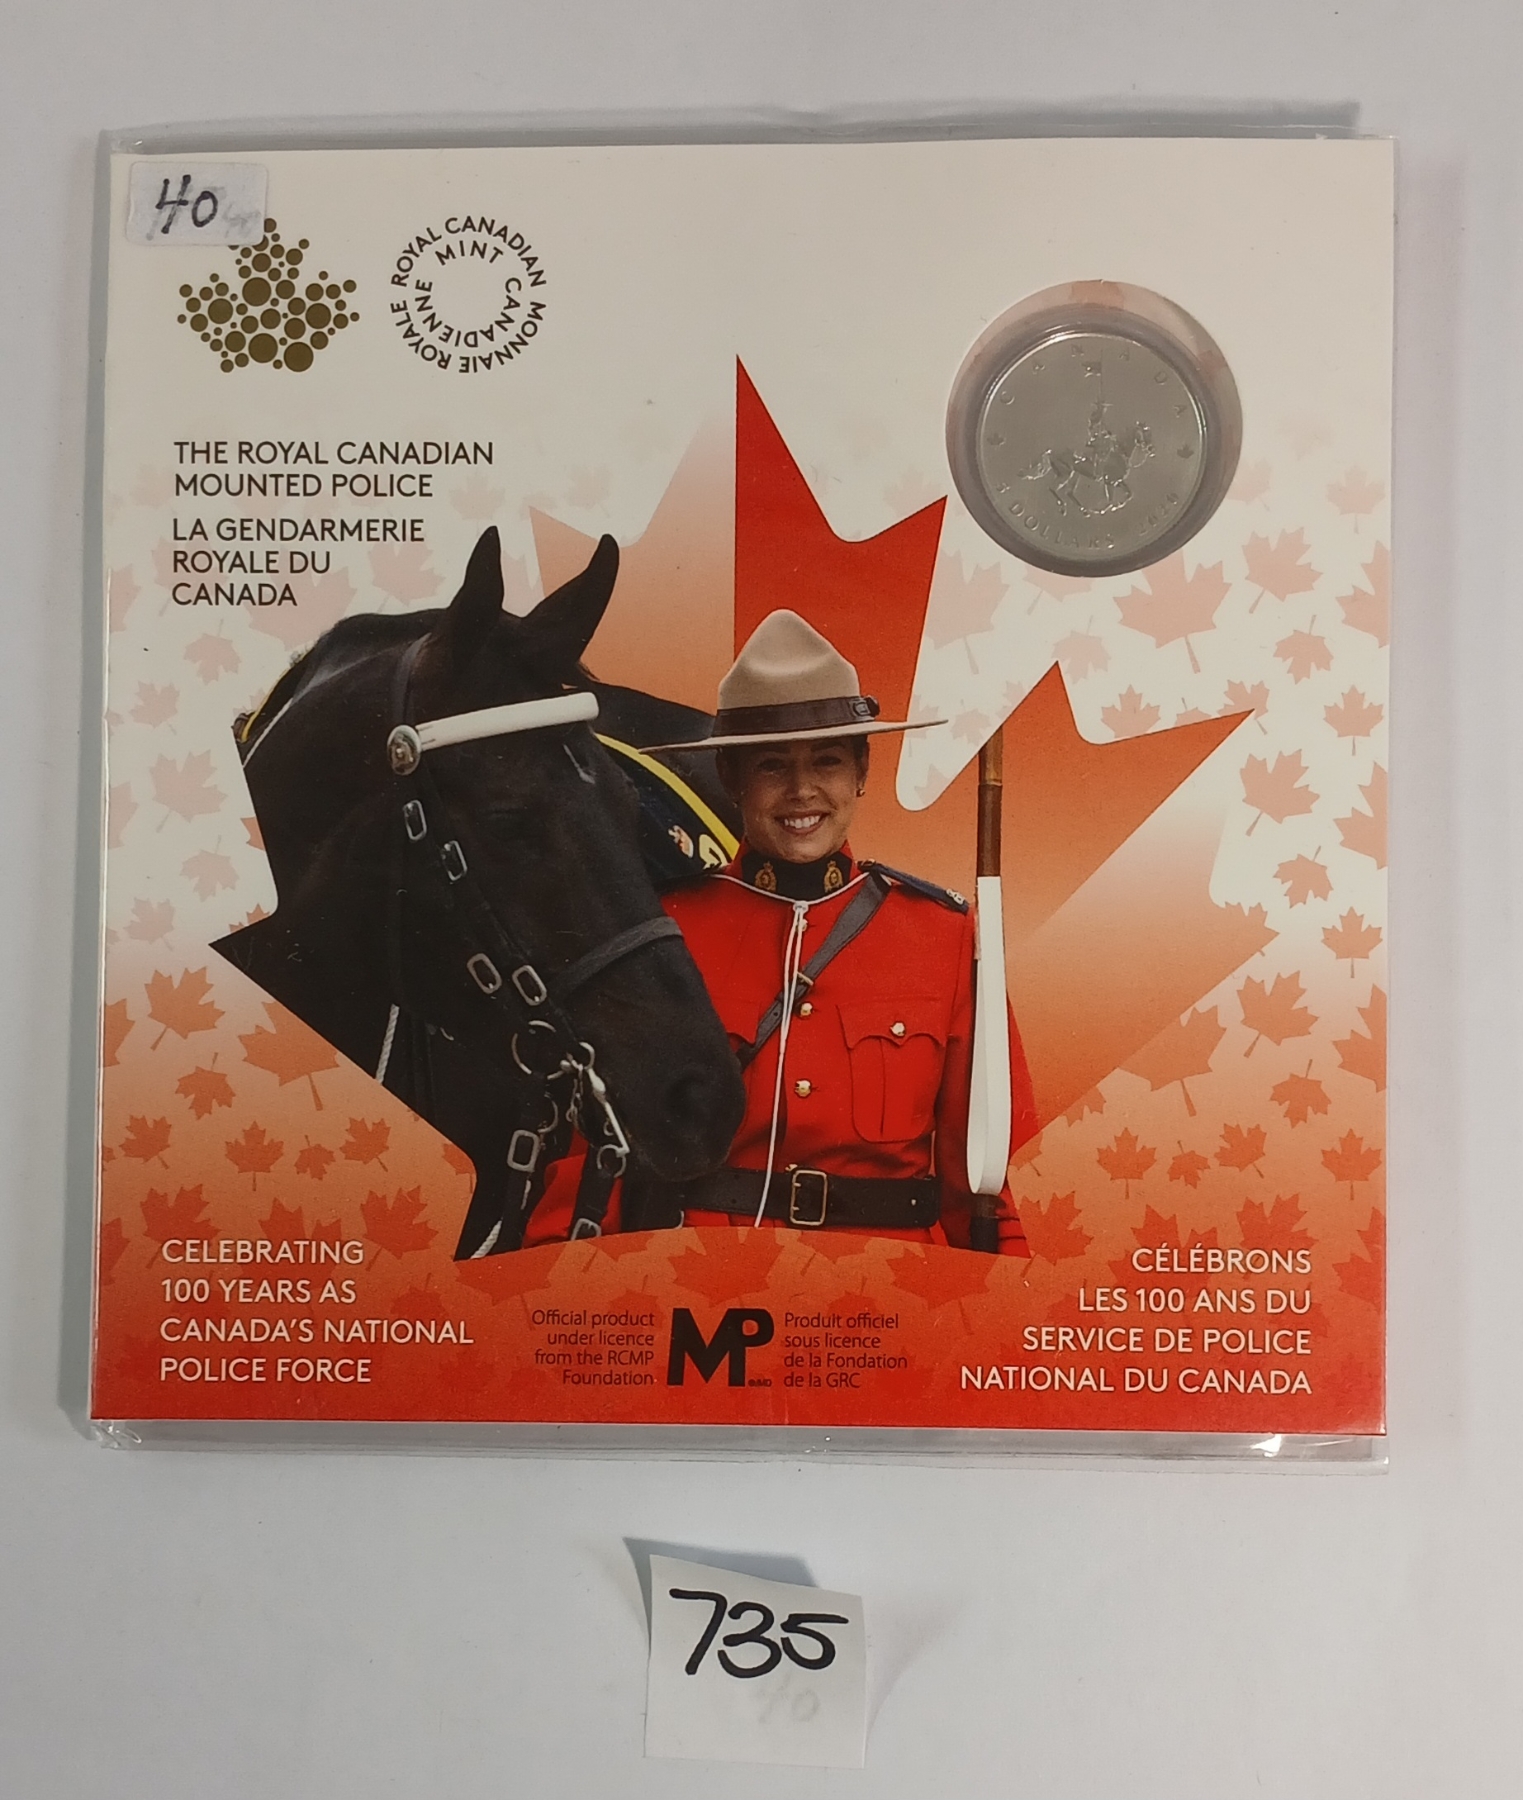 40
ROYAL CANADIAN MINT
MONNAIE ROYALE CANADIENNE
THE ROYAL CANADIAN
MOUNTED POLICE
LA GENDARMERIE
ROYALE DU
CANADA
CANADA
DOLLARS 2020
CELEBRATING
100 YEARS AS
CANADA'S NATIONAL
POLICE FORCE
Official product
under licence
from the RCMP
Foundation
MP
Produit officiel
sous licence
de la Fondation
de la GRC
CÉLÉBRONS
LES 100 ANS DU
SERVICE DE POLICE
NATIONAL DU CANADA
735
40